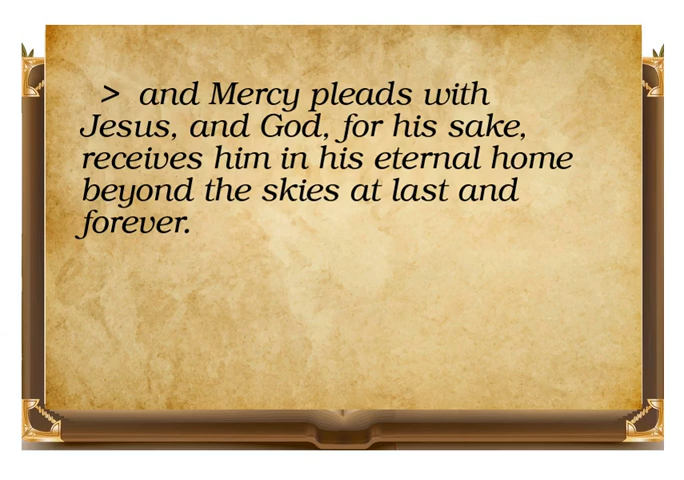 > and Mercy pleads with
Jesus, and God, for his sake,
receives him in his eternal home
beyond the skies at last and
forever.